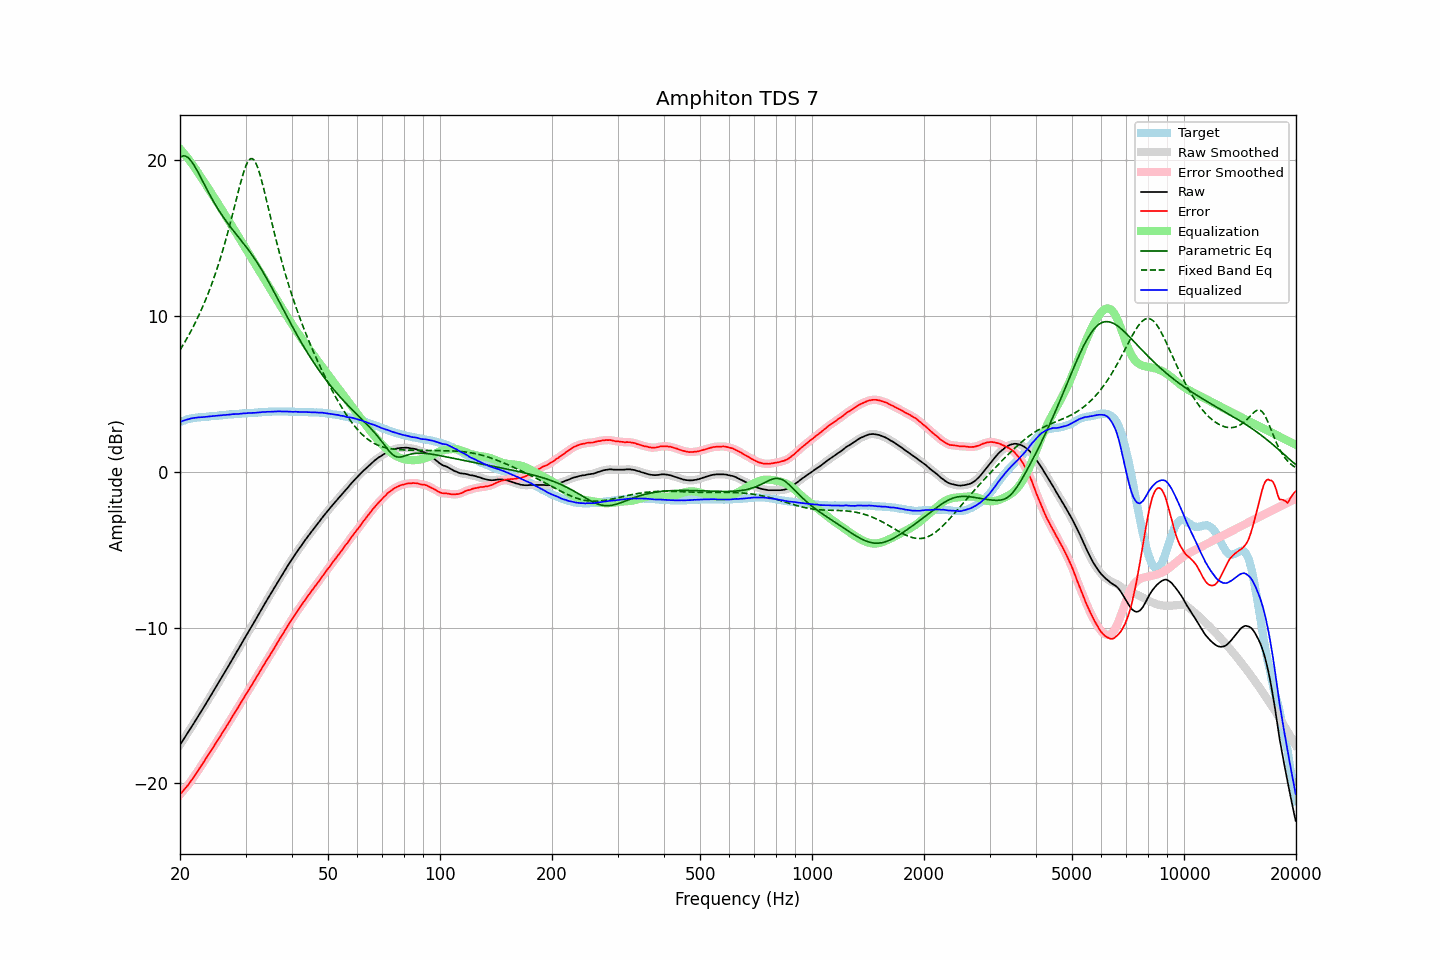 Amphiton TDS 7
Amplitude (dBr)
20
10
0
−10
−20
Target
Raw Smoothed
Error Smoothed
Raw
Error
Equalization
Parametric Eq
Fixed Band Eq
Equalized
20 50 100 200 500 1000 2000 5000 10000 20000
Frequency (Hz)